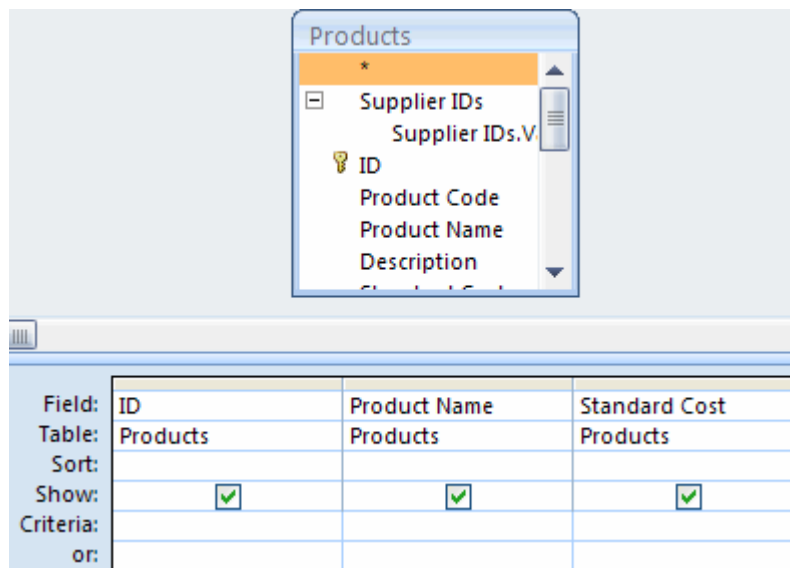 Products
*
Supplier IDs
Supplier IDs.V
ID
Product Code
Product Name
Description
Field: ID Product Name Standard Cost
Table: Products Products Products
Sort:
Show:
Criteria:
or: